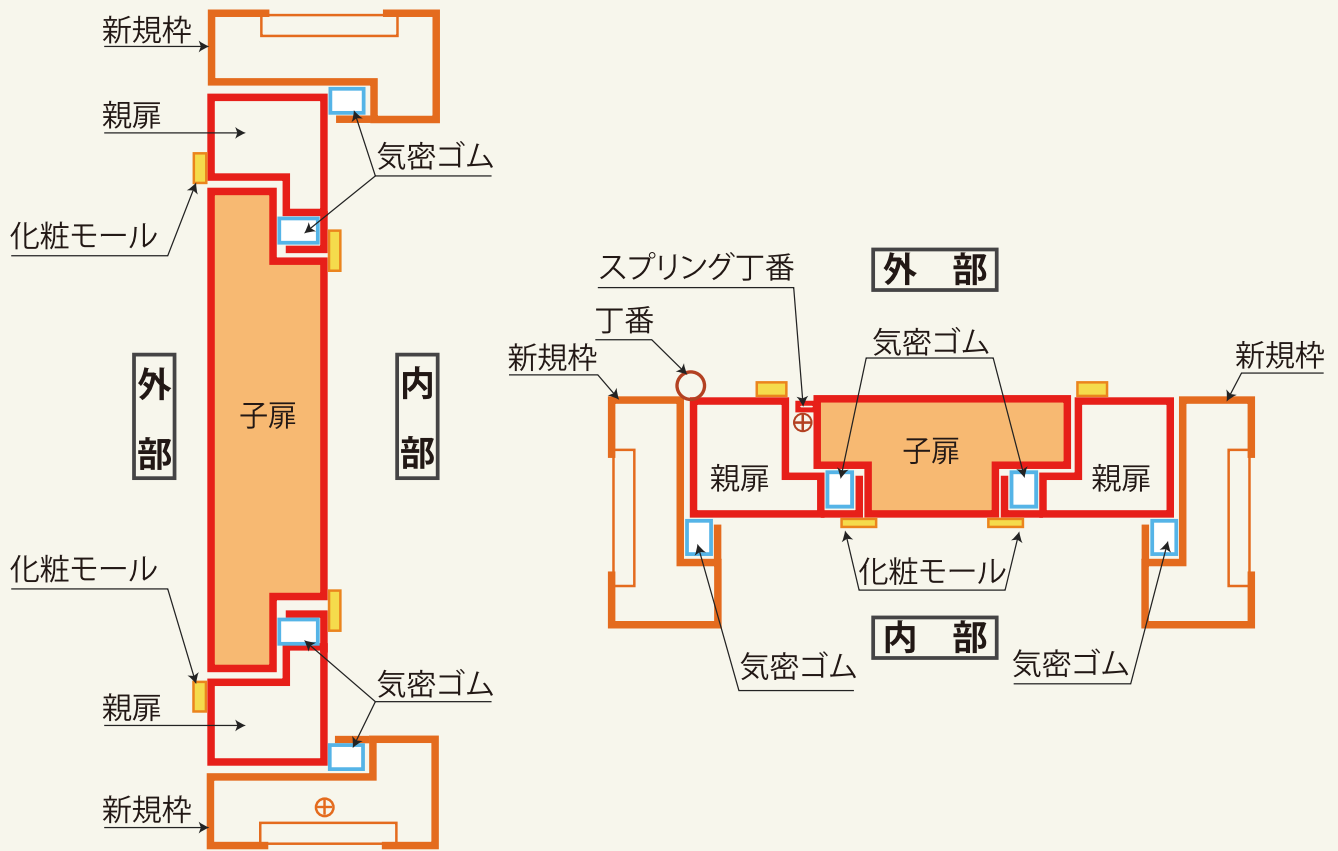 新規枠
親扉
気密ゴム
化粧モール
外部
子扉
内部
化粧モール
気密ゴム
親扉
新規枠
外 部
スプリング丁番
丁番
新規枠
気密ゴム
新規枠
子扉
親扉
親扉
化粧モール
内 部
気密ゴム
気密ゴム